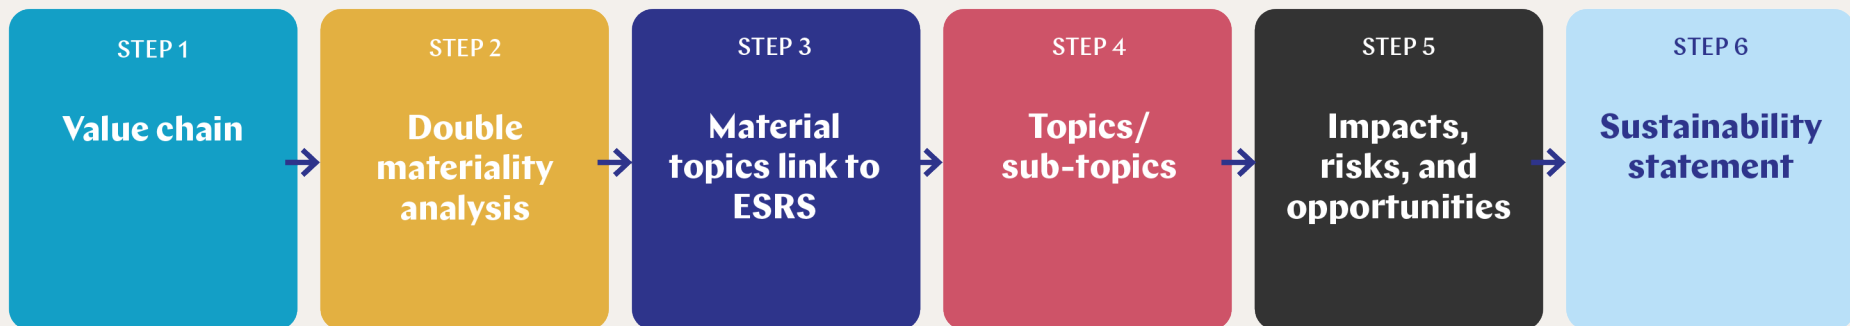 STEP 1
Value chain
STEP 2
Double
materiality
analysis
STEP 3
Material
topics link to
ESRS
STEP 4
Topics/
sub-topics
STEP 5
Impacts,
risks, and
opportunities
STEP 6
Sustainability
statement